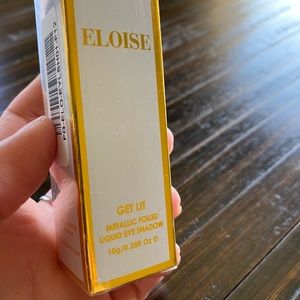 ELOISE
GET LIT
METALLIC FOILED
LIQUID EYE SHADOW
10g/0.35fl Oz e